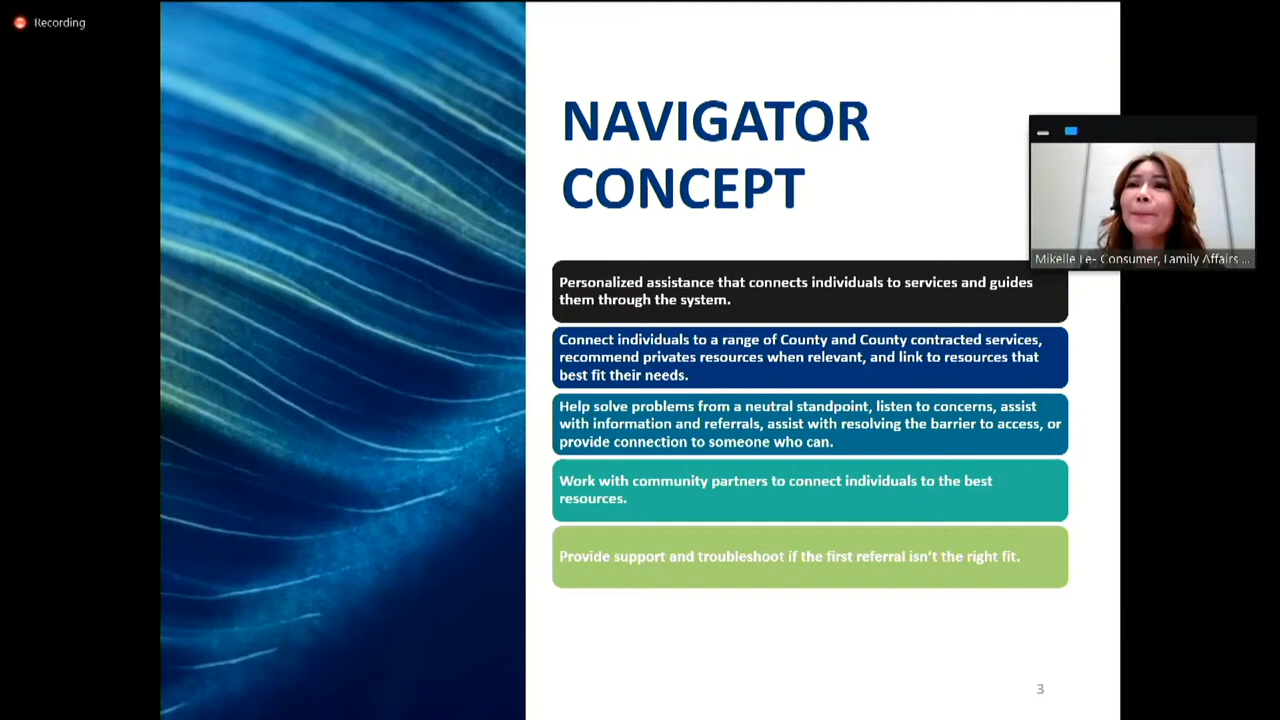 Recording
NAVIGATOR
CONCEPT
Mikelle Le- Consumer, Family Affairs ...
Personalized assistance that connects individuals to services and guides
them through the system.
Connect individuals to a range of County and County contracted services,
recommend privates resources when relevant, and link to resources that
best fit their needs.
Help solve problems from a neutral standpoint, listen to concerns, assist
with information and referrals, assist with resolving the barrier to access, or
provide connection to someone who can.
Work with community partners to connect individuals to the best
resources.
Provide support and troubleshoot if the first referral isn’t the right fit.
3